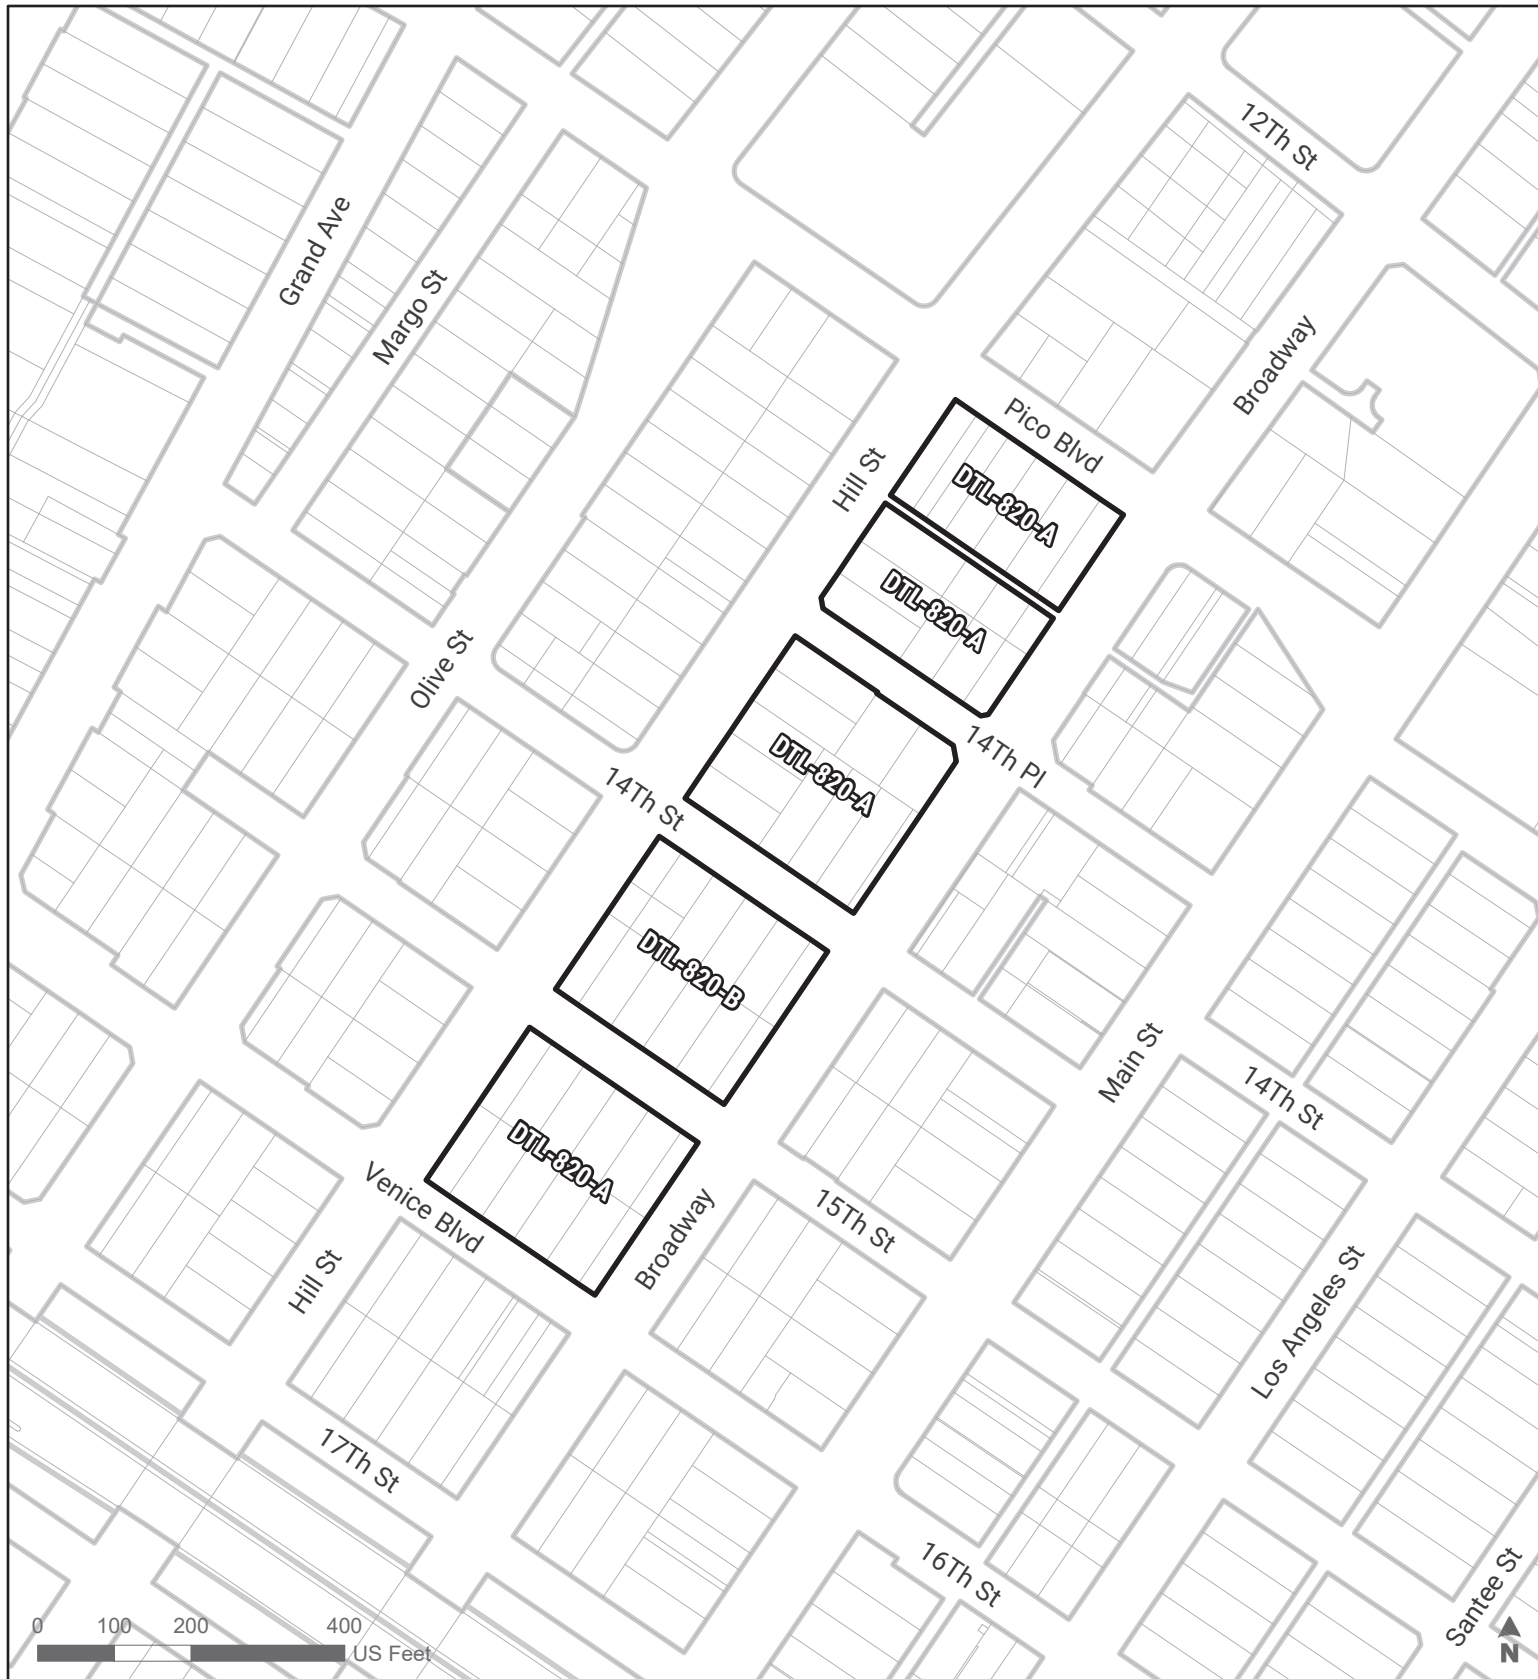 12Th St
Grand Ave
Margo St
Broadway
Pico Blvd
Hill St
DTL-820-A
DTL-820-A
Olive St
14Th Pl
DTL-820-A
14Th St
DTL-820-B
Main St
14Th St
DTL-820-A
Venice Blvd
15Th St
Broadway
Hill St
Los Angeles St
17Th St
16Th St
Santee St
0 100 200 400
US Feet
N